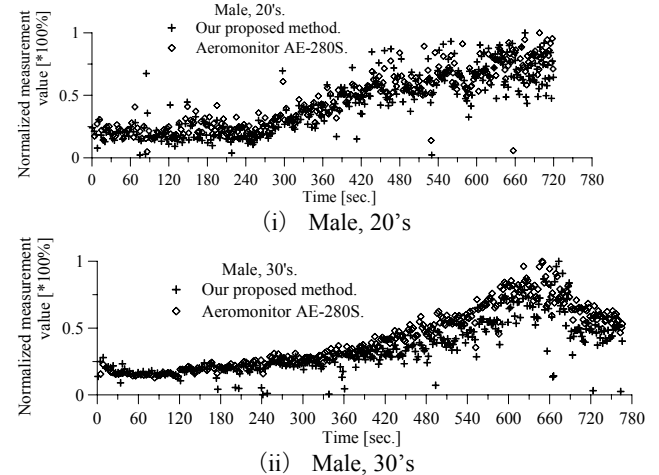 Male, 20's.
Our proposed method.
Aeromonitor AE-280S.
Normalized measurement
value [*100%]
1
0.5
0
0 60 120 180 240 300 360 420 480 540 600 660 720 780
Time [sec.]
(i) Male, 20's
Male, 30's.
Our proposed method.
Aeromonitor AE-280S.
Normalized measurement
value [*100%]
1
0.5
0
0 60 120 180 240 300 360 420 480 540 600 660 720 780
Time [sec.]
(ii) Male, 30's